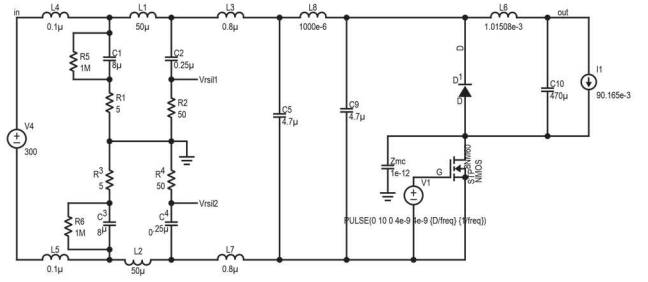 in
L4
0.1µ
L1
50µ
L3
0.8µ
L8
1000e-6
L6
1.01508e-3
out
R5
1M
C1
8µ
C2
0.25µ
Vrsil1
R1
5
R2
50
C5
4.7µ
C9
4.7µ
D
D1
D
C10
470µ
I1
90.165e-3
V4
300
Zmc
1e-12
G
STP8NM60
NMOS
V1
PULSE(0 10 0 4e-9 4e-9 {D/freq} {1/freq})
R3
5
R4
50
Vrsil2
R6
1M
C3
8µ
C4
0.25µ
L5
0.1µ
L2
50µ
L7
0.8µ